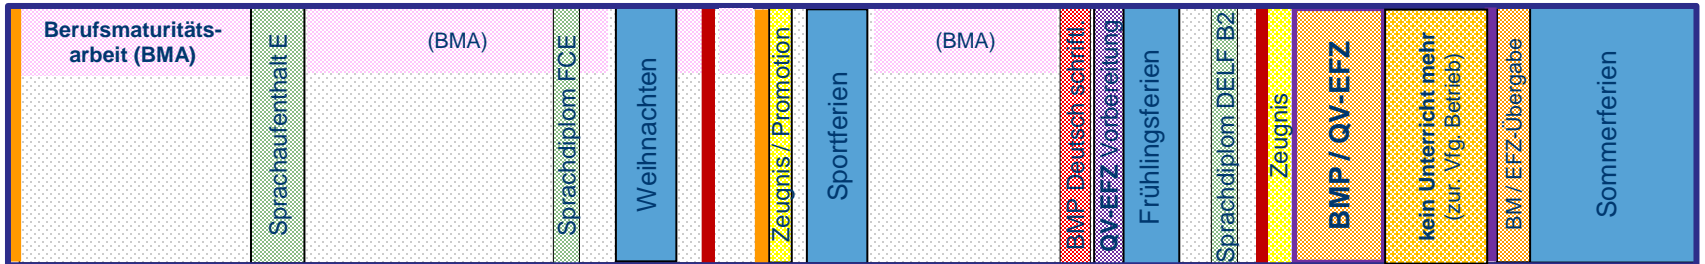 Berufsmaturitäts-
arbeit (BMA)
Sprachaufenthalt E
(BMA)
Sprachdiplom FCE
Weihnachten
Zeugnis / Promotion
Sportferien
(BMA)
BMP Deutsch schriftl.
QV-EFZ Vorbereitung
Frühlingsferien
Sprachdiplom DELF B2
Zeugnis
BMP / QV-EFZ
kein Unterricht mehr
(zur. Vfg. Betrieb)
BM / EFZ-Übergabe
Sommerferien